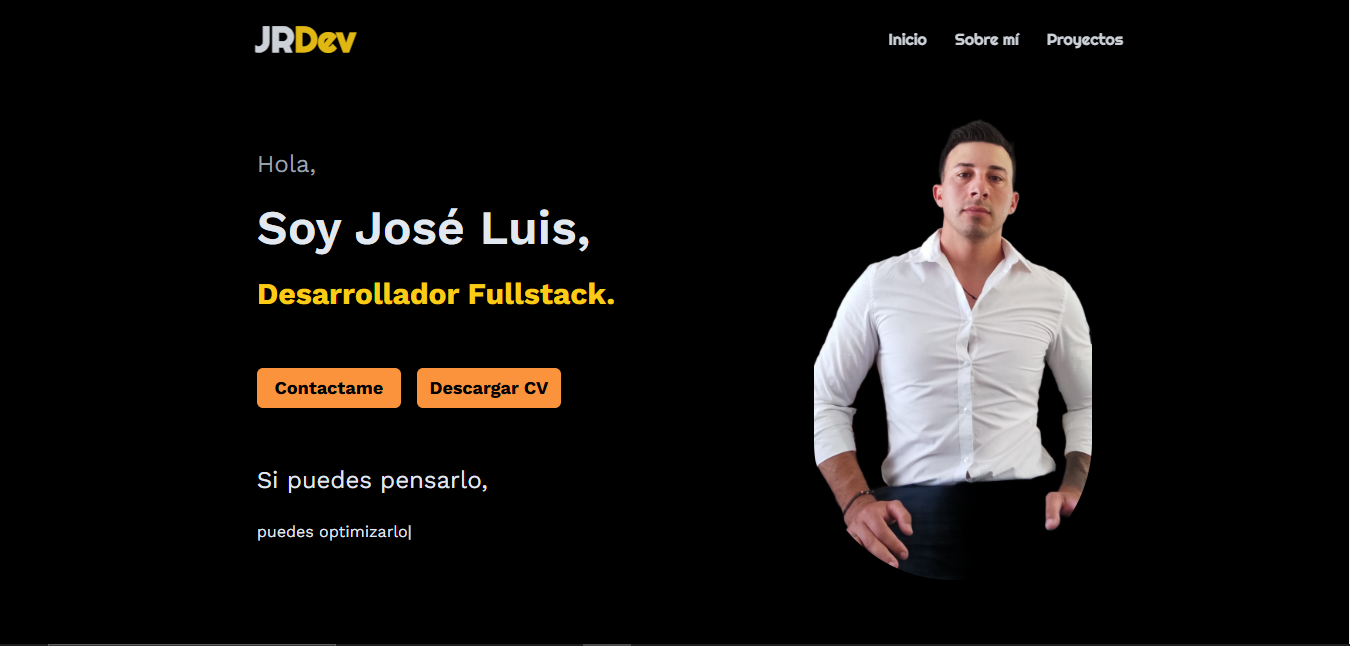 JRDev
Inicio Sobre mí Proyectos
Hola,
Soy José Luis,
Desarrollador Fullstack.
Contactame Descargar CV
Si puedes pensarlo,
puedes optimizarlo|